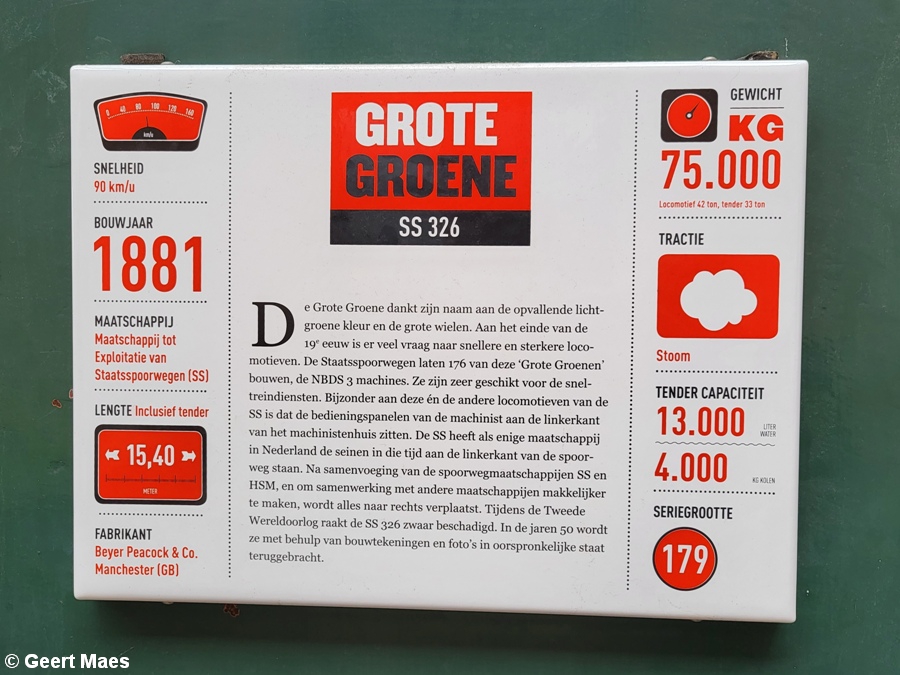 0 40 80 100 120 160
km/u
SNELHEID
90 km/u
BOUWJAAR
1881
MAATSCHAPPIJ
Maatschappij tot
Exploitatie van
Staatsspoorwegen (SS)
LENGTE Inclusief tender
15,40
METER
FABRIKANT
Beyer Peacock & Co.
Manchester (GB)
GROTE
GROENE
SS 326
De Grote Groene dankt zijn naam aan de opvallende licht-
groene kleur en de grote wielen. Aan het einde van de
19e eeuw is er veel vraag naar snellere en sterkere loco-
motieven. De Staatsspoorwegen laten 176 van deze ‘Grote Groenen’
bouwen, de NBDS 3 machines. Ze zijn zeer geschikt voor de snel-
treindiensten. Bijzonder aan deze én de andere locomotieven van de
SS is dat de bedieningspanelen van de machinist aan de linkerkant
van het machinistenhuis zitten. De SS heeft als enige maatschappij
in Nederland de seinen in die tijd aan de linkerkant van de spoor-
weg staan. Na samenvoeging van de spoorwegmaatschappijen SS en
HSM, en om samenwerking met andere maatschappijen makkelijker
te maken, wordt alles naar rechts verplaatst. Tijdens de Tweede
Wereldoorlog raakt de SS 326 zwaar beschadigd. In de jaren 50 wordt
ze met behulp van bouwtekeningen en foto’s in oorspronkelijke staat
teruggebracht.
GEWICHT
KG
75.000
Locomotief 42 ton, tender 33 ton
TRACTIE
Stoom
TENDER CAPACITEIT
13.000 LITER
WATER
4.000 KG KOLEN
SERIEGROOTTE
179
© Geert Maes